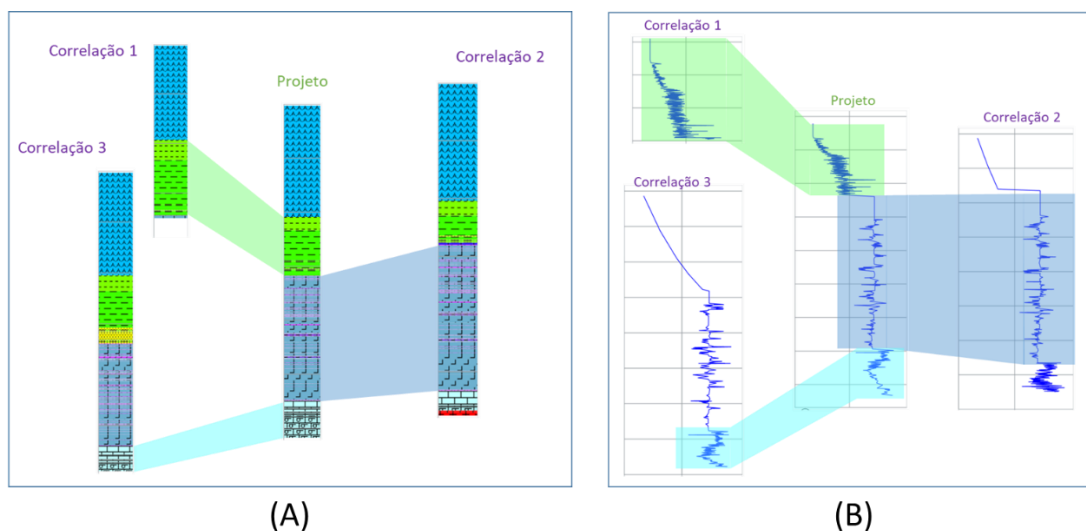 Correlação 1
Correlação 2
Projeto
Correlação 3
Correlação 1
Projeto
Correlação 2
Correlação 3
(A)
(B)